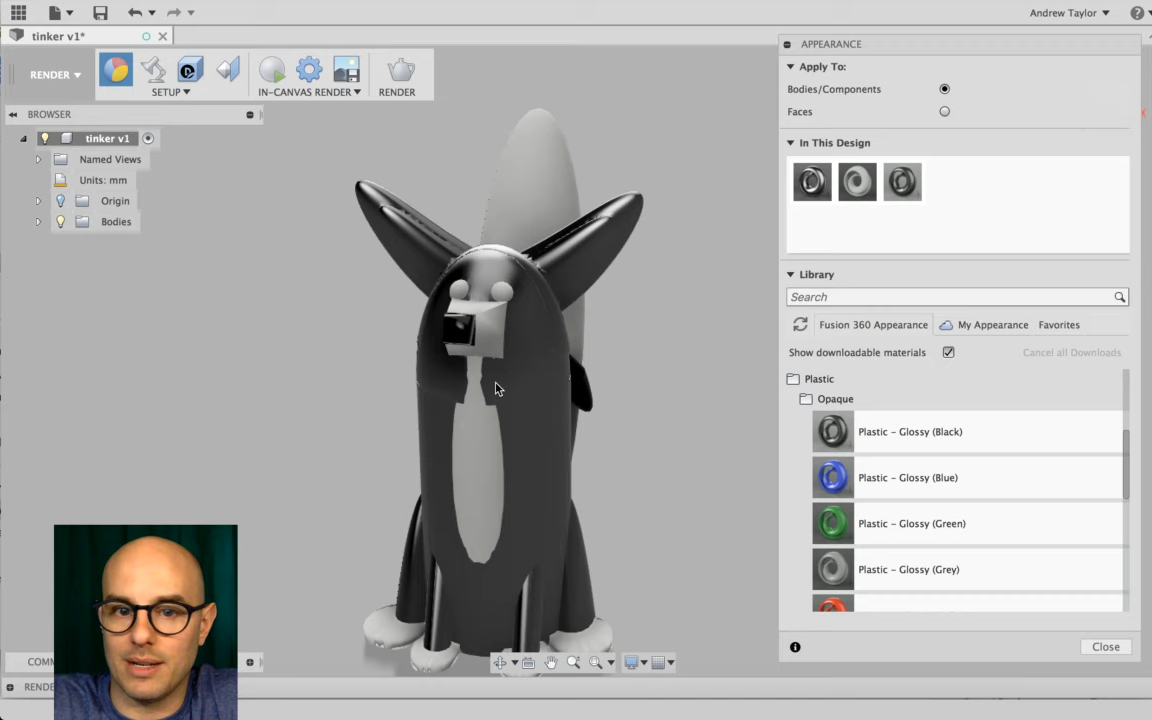 Andrew Taylor
tinker v1*
RENDER
SETUP
IN-CANVAS RENDER
RENDER
BROWSER
tinker v1
Named Views
Units: mm
Origin
Bodies
APPEARANCE
Apply To:
Bodies/Components
Faces
In This Design
Library
Search
Fusion 360 Appearance
My Appearance
Favorites
Show downloadable materials
Cancel all Downloads
Plastic
Opaque
Plastic - Glossy (Black)
Plastic - Glossy (Blue)
Plastic - Glossy (Green)
Plastic - Glossy (Grey)
Close
COMM
RENDE